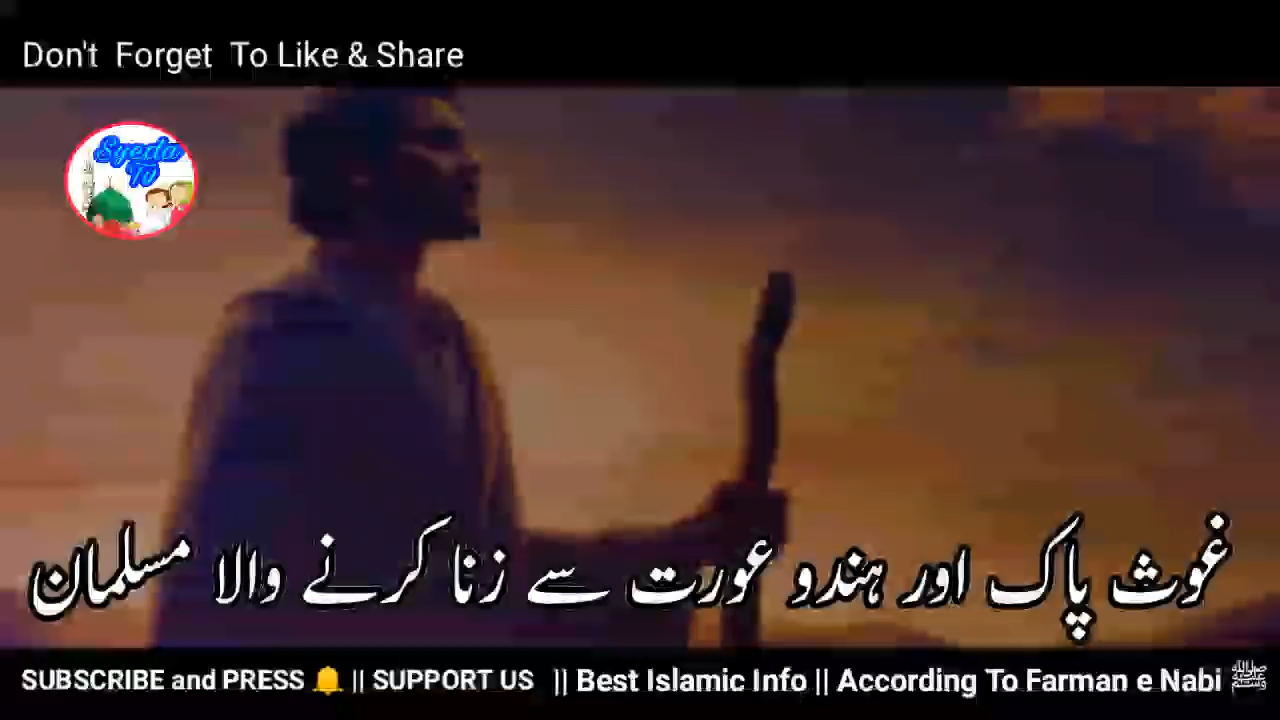 Don't Forget To Like & Share
Syeda
Tv
غوث پاک اور ہندو عورت سے زنا کرنے والا مسلمان
SUBSCRIBE and PRESS 🔔 || SUPPORT US || Best Islamic Info || According To Farman e Nabi ﷺ